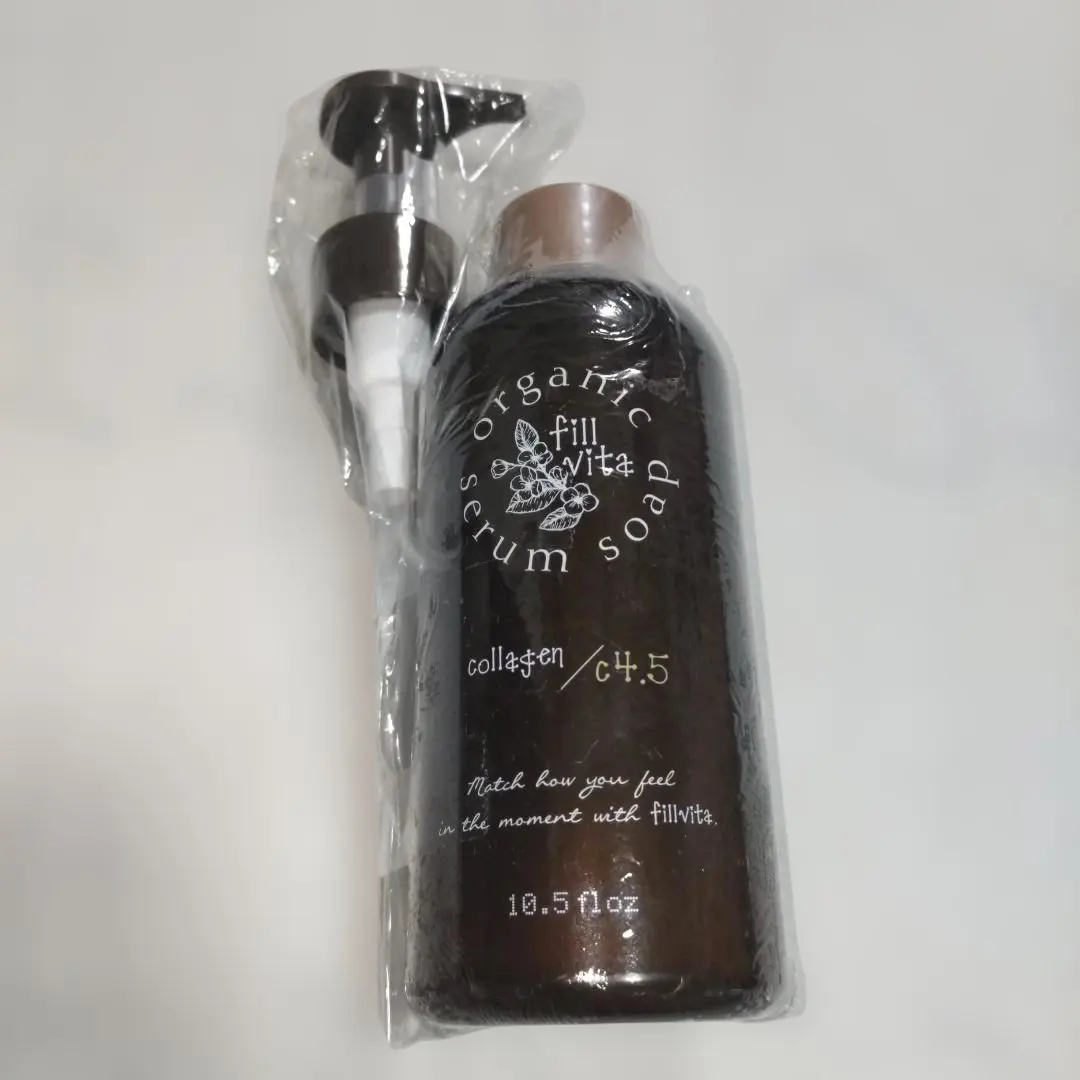 organic
serum soap
fill
vita
collagen/c4.5
Match how you feel
in the moment with fillvita.
10.5 fl oz